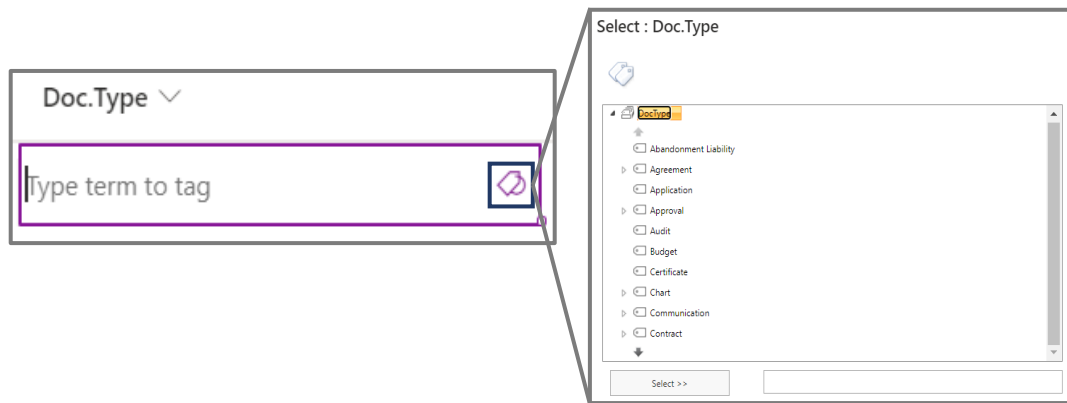 Select : Doc.Type
Doc.Type
Type term to tag
DocType
Abandonment Liability
Agreement
Application
Approval
Audit
Budget
Certificate
Chart
Communication
Contract
Select >>